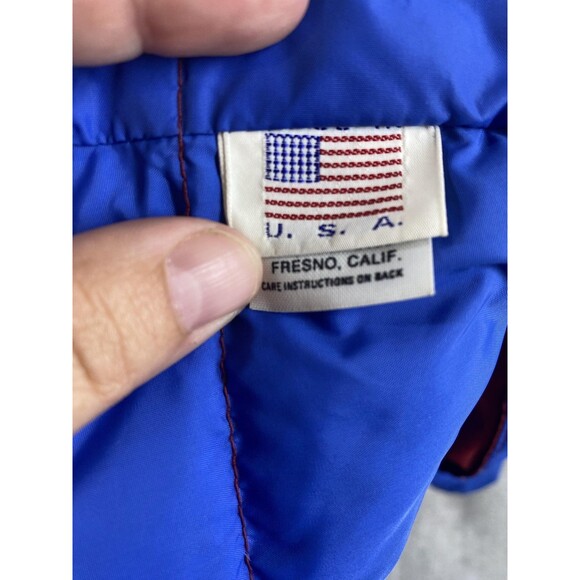 U. S. A.
FRESNO, CALIF.
CARE INSTRUCTIONS ON BACK